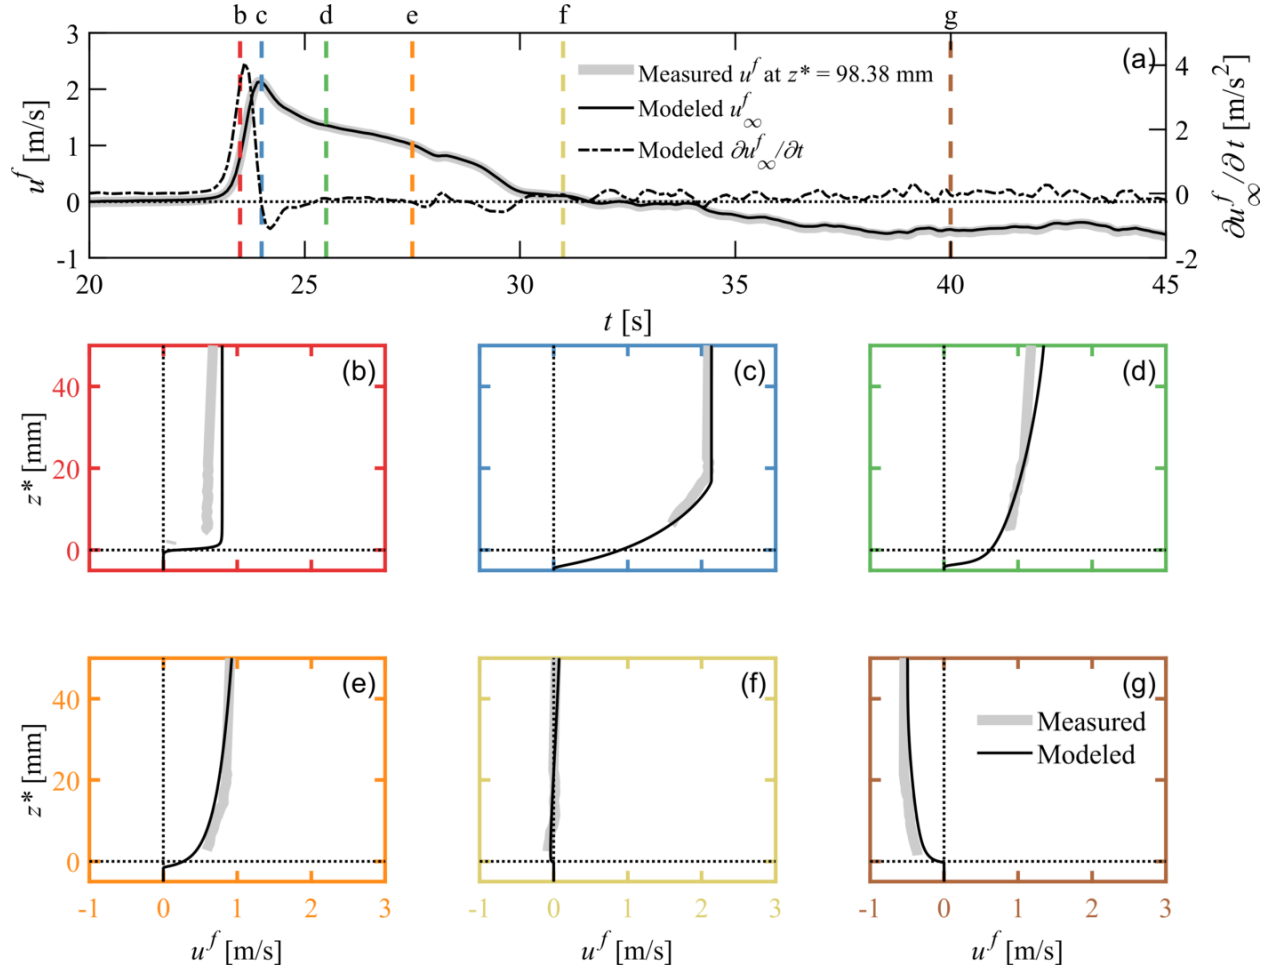 b c d e f g
3
2
1
0
-1
u^f [m/s]
(a)
Measured u^f at z* = 98.38 mm
Modeled u^f_∞
Modeled ∂u^f_∞/∂t
4
2
0
-2
∂u^f_∞/∂t [m/s²]
20 25 30 35 40 45
t [s]
(b) (c) (d)
40
20
0
z* [mm]
(e) (f) (g)
Measured
Modeled
40
20
0
z* [mm]
-1 0 1 2 3 -1 0 1 2 3 -1 0 1 2 3
u^f [m/s] u^f [m/s] u^f [m/s]